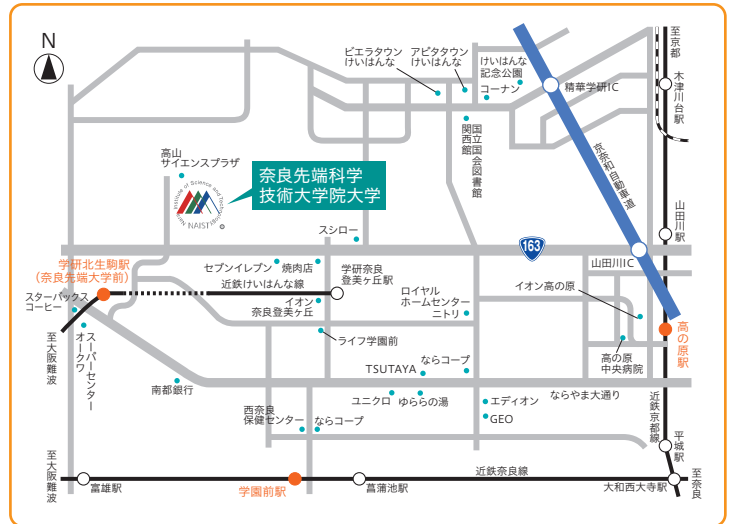 N
至京都
ピエラタウン
けいはんな
アピタタウン
けいはんな
けいはんな
記念公園
コーナン
精華学研IC
木津川台駅
国立国会図書館
関西館
京奈和自動車道
高山
サイエンスプラザ
Nara Institute of Science and Technology
NAIST
奈良先端科学
技術大学院大学
スシロー
163
山田川駅
山田川IC
学研北生駒駅
（奈良先端大学前）
セブンイレブン
焼肉店
学研奈良
登美ヶ丘駅
近鉄けいはんな線
スターバックス
コーヒー
イオン
奈良登美ヶ丘
ロイヤル
ホームセンター
ニトリ
イオン高の原
高の原駅
至大阪難波
スーパーセンター
オークワ
ライフ学園前
ならコープ
TSUTAYA
高の原
中央病院
南都銀行
ユニクロ
ゆららの湯
エディオン
GEO
ならやま大通り
西奈良
保健センター
ならコープ
近鉄京都線
平城駅
至大阪難波
富雄駅
学園前駅
菖蒲池駅
近鉄奈良線
大和西大寺駅
至奈良